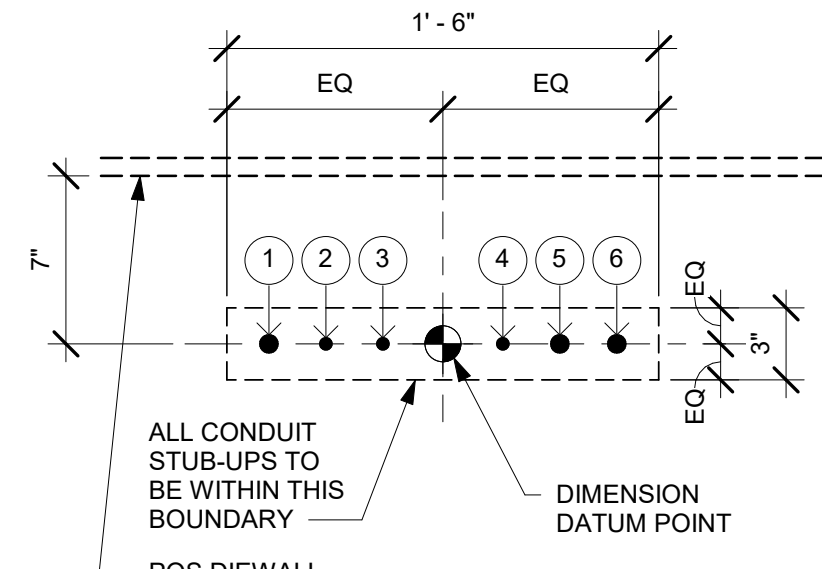 1' - 6"
EQ EQ
7"
1 2 3 4 5 6
EQ
3"
EQ
ALL CONDUIT
STUB-UPS TO
BE WITHIN THIS
BOUNDARY
DIMENSION
DATUM POINT